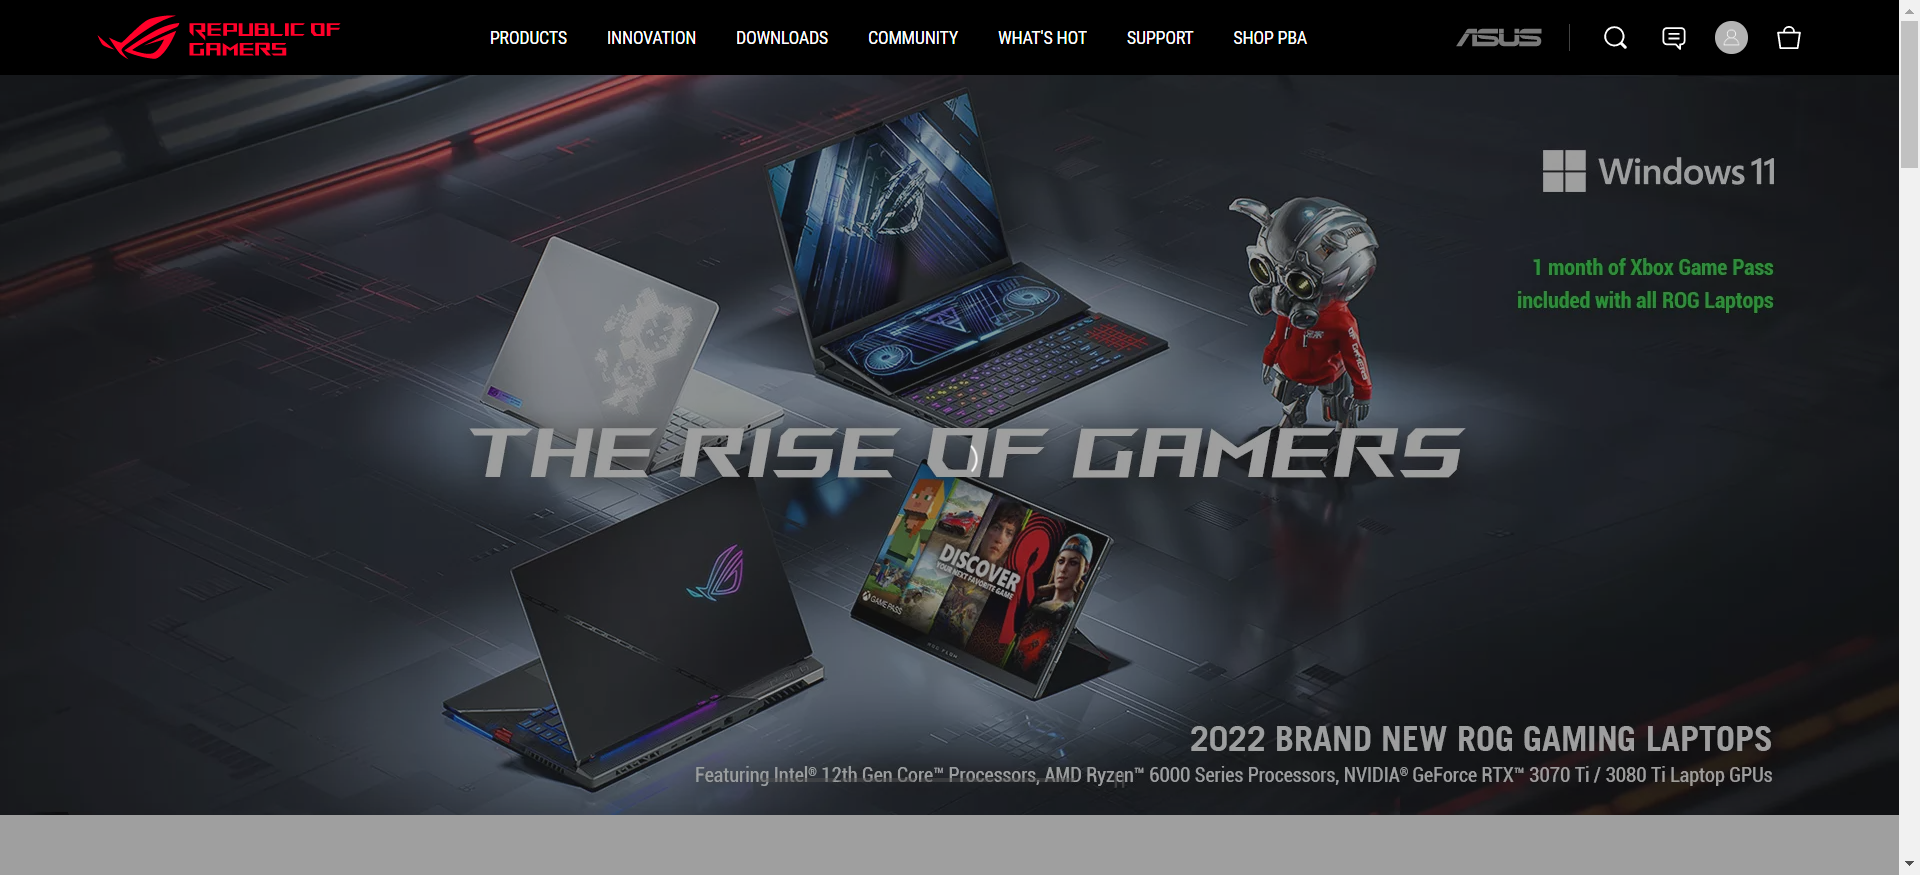 REPUBLIC OF
GAMERS
PRODUCTS
INNOVATION
DOWNLOADS
COMMUNITY
WHAT'S HOT
SUPPORT
SHOP PBA
ASUS
Windows 11
1 month of Xbox Game Pass
included with all ROG Laptops
THE RISE OF GAMERS
DISCOVER
YOUR NEXT FAVORITE GAME
GAME PASS
ROG FLOW
2022 BRAND NEW ROG GAMING LAPTOPS
Featuring Intel® 12th Gen Core™ Processors, AMD Ryzen™ 6000 Series Processors, NVIDIA® GeForce RTX™ 3070 Ti / 3080 Ti Laptop GPUs